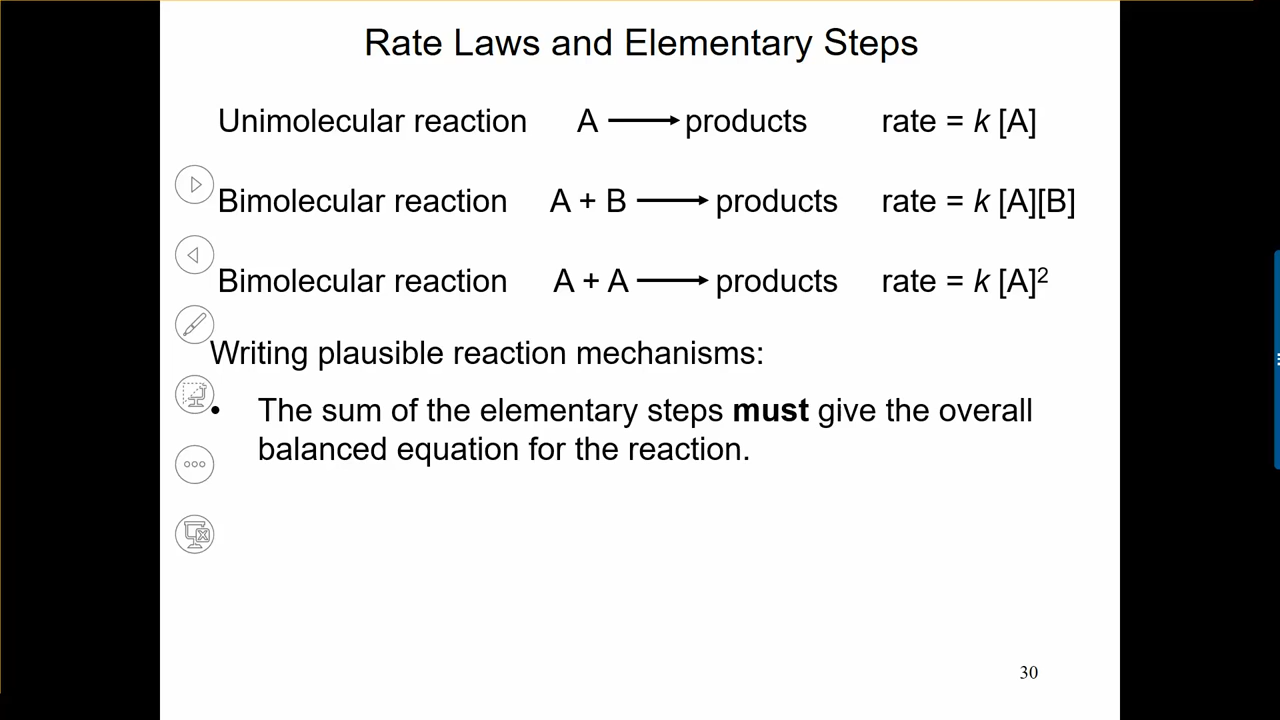 Rate Laws and Elementary Steps
Unimolecular reaction A ⟶ products rate = k [A]
Bimolecular reaction A + B ⟶ products rate = k [A][B]
Bimolecular reaction A + A ⟶ products rate = k [A]²
Writing plausible reaction mechanisms:
• The sum of the elementary steps must give the overall
balanced equation for the reaction.
30